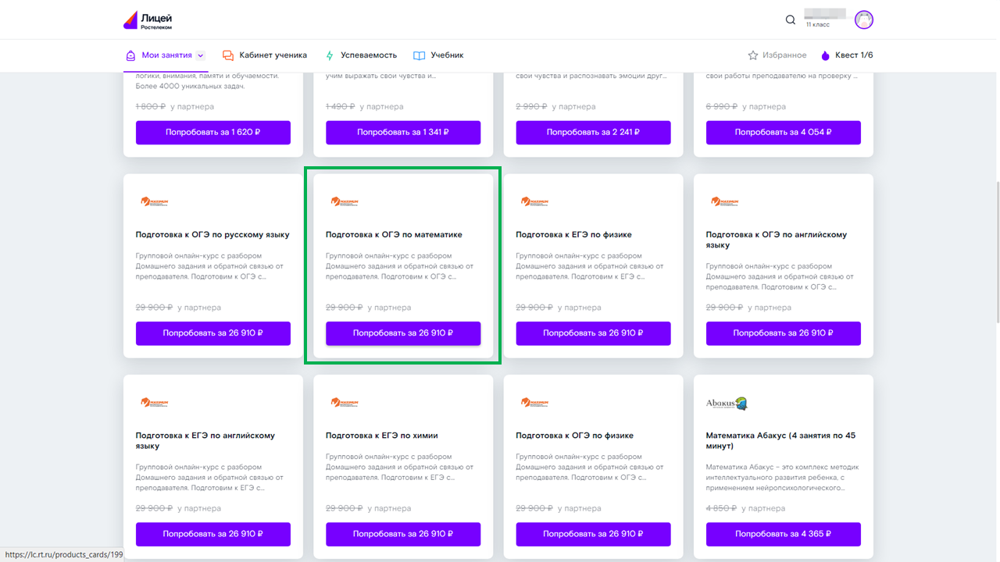 Лицей
Ростелеком
11 класс
Мои занятия
Кабинет ученика
Успеваемость
Учебник
Избранное
Квест 1/6
логики, внимания, памяти и обучаемости.
Более 4000 уникальных задач.
1 800 ₽ у партнера
Попробовать за 1 620 ₽
учим выражать свои чувства и...
1 490 ₽ у партнера
Попробовать за 1 341 ₽
свои чувства и распознавать эмоции друг...
2 990 ₽ у партнера
Попробовать за 2 241 ₽
свои работы преподавателю на проверку ...
6 990 ₽ у партнера
Попробовать за 4 054 ₽
MAXIMUM
Подготовка к ОГЭ по русскому языку
Групповой онлайн-курс с разбором
Домашнего задания и обратной связью от
преподавателя. Подготовим к ОГЭ с...
29 900 ₽ у партнера
Попробовать за 26 910 ₽
MAXIMUM
Подготовка к ОГЭ по математике
Групповой онлайн-курс с разбором
Домашнего задания и обратной связью от
преподавателя. Подготовим к ОГЭ с...
29 900 ₽ у партнера
Попробовать за 26 910 ₽
MAXIMUM
Подготовка к ЕГЭ по физике
Групповой онлайн-курс с разбором
Домашнего задания и обратной связью от
преподавателя. Подготовим к ЕГЭ с...
29 900 ₽ у партнера
Попробовать за 26 910 ₽
MAXIMUM
Подготовка к ОГЭ по английскому
языку
Групповой онлайн-курс с разбором
Домашнего задания и обратной связью от
преподавателя. Подготовим к ОГЭ с...
29 900 ₽ у партнера
Попробовать за 26 910 ₽
MAXIMUM
Подготовка к ЕГЭ по английскому
языку
Групповой онлайн-курс с разбором
Домашнего задания и обратной связью от
преподавателя. Подготовим к ЕГЭ с...
29 900 ₽ у партнера
Попробовать за 26 910 ₽
MAXIMUM
Подготовка к ЕГЭ по химии
Групповой онлайн-курс с разбором
Домашнего задания и обратной связью от
преподавателя. Подготовим к ЕГЭ с...
29 900 ₽ у партнера
Попробовать за 26 910 ₽
MAXIMUM
Подготовка к ОГЭ по физике
Групповой онлайн-курс с разбором
Домашнего задания и обратной связью от
преподавателя. Подготовим к ОГЭ с...
29 900 ₽ у партнера
Попробовать за 26 910 ₽
Abakus
Математика Абакус (4 занятия по 45
минут)
Математика Абакус – это комплекс методик
интеллектуального развития ребенка, с
применением нейропсихологического...
4 850 ₽ у партнера
Попробовать за 4 365 ₽
https://lc.rt.ru/products_cards/199